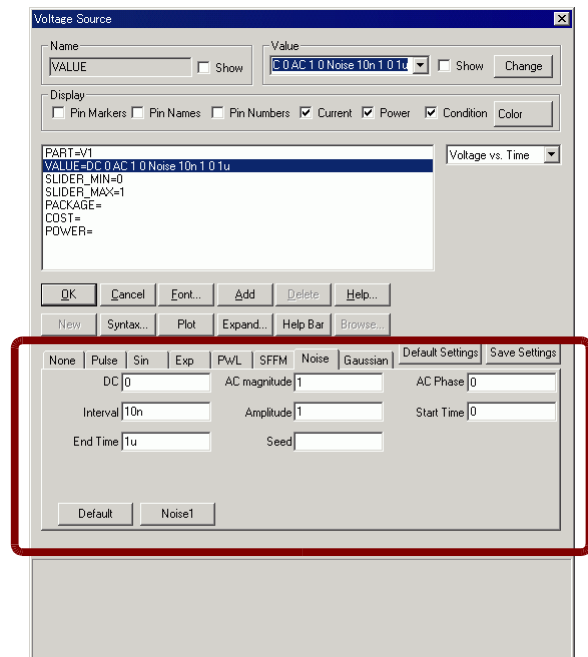 Voltage Source
Name
VALUE
Show
Value
C 0 AC 1 0 Noise 10n 1 0 1u
Show
Change
Display
Pin Markers Pin Names Pin Numbers Current Power Condition Color
PART=V1
VALUE=DC 0 AC 1 0 Noise 10n 1 0 1u
SLIDER_MIN=0
SLIDER_MAX=1
PACKAGE=
COST=
POWER=
Voltage vs. Time
OK Cancel Font... Add Delete Help...
New Syntax... Plot Expand... Help Bar Browse...
None Pulse Sin Exp PWL SFFM Noise Gaussian Default Settings Save Settings
DC 0 AC magnitude 1 AC Phase 0
Interval 10n Amplitude 1 Start Time 0
End Time 1u Seed
Default Noise1